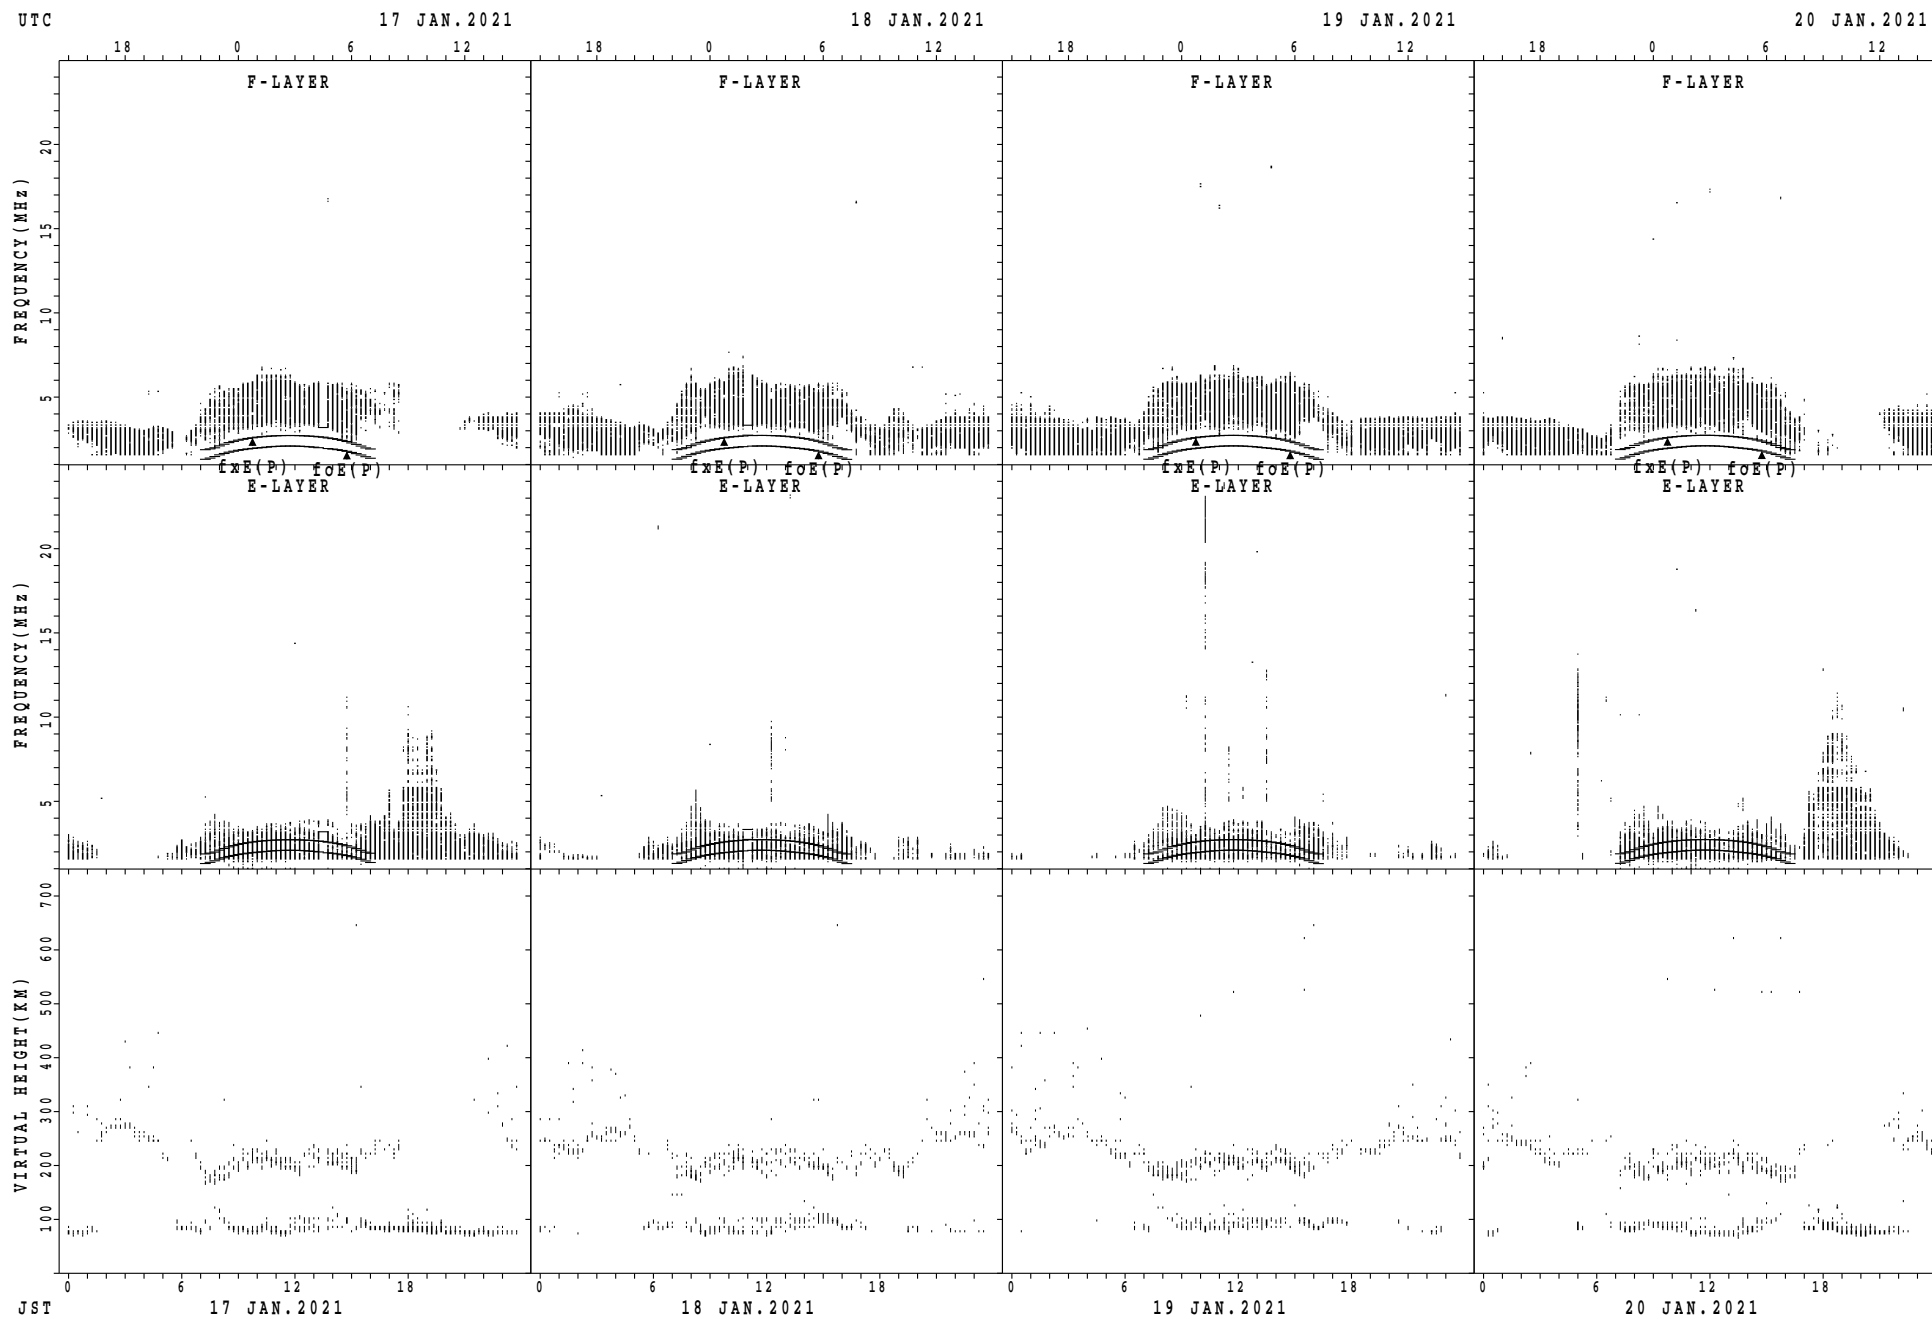 UTC 17 JAN.2021 18 JAN.2021 19 JAN.2021 20 JAN.2021
18 0 6 12 18 0 6 12 18 0 6 12 18 0 6 12
F-LAYER F-LAYER F-LAYER F-LAYER
FREQUENCY(MHz)
20
15
10
5
fxE(P) foE(P) fxE(P) foE(P) fxE(P) foE(P) fxE(P) foE(P)
E-LAYER E-LAYER E-LAYER E-LAYER
FREQUENCY(MHz)
20
15
10
5
VIRTUAL HEIGHT(KM)
700
600
500
400
300
200
100
0 6 12 18 0 6 12 18 0 6 12 18 0 6 12 18
JST 17 JAN.2021 18 JAN.2021 19 JAN.2021 20 JAN.2021